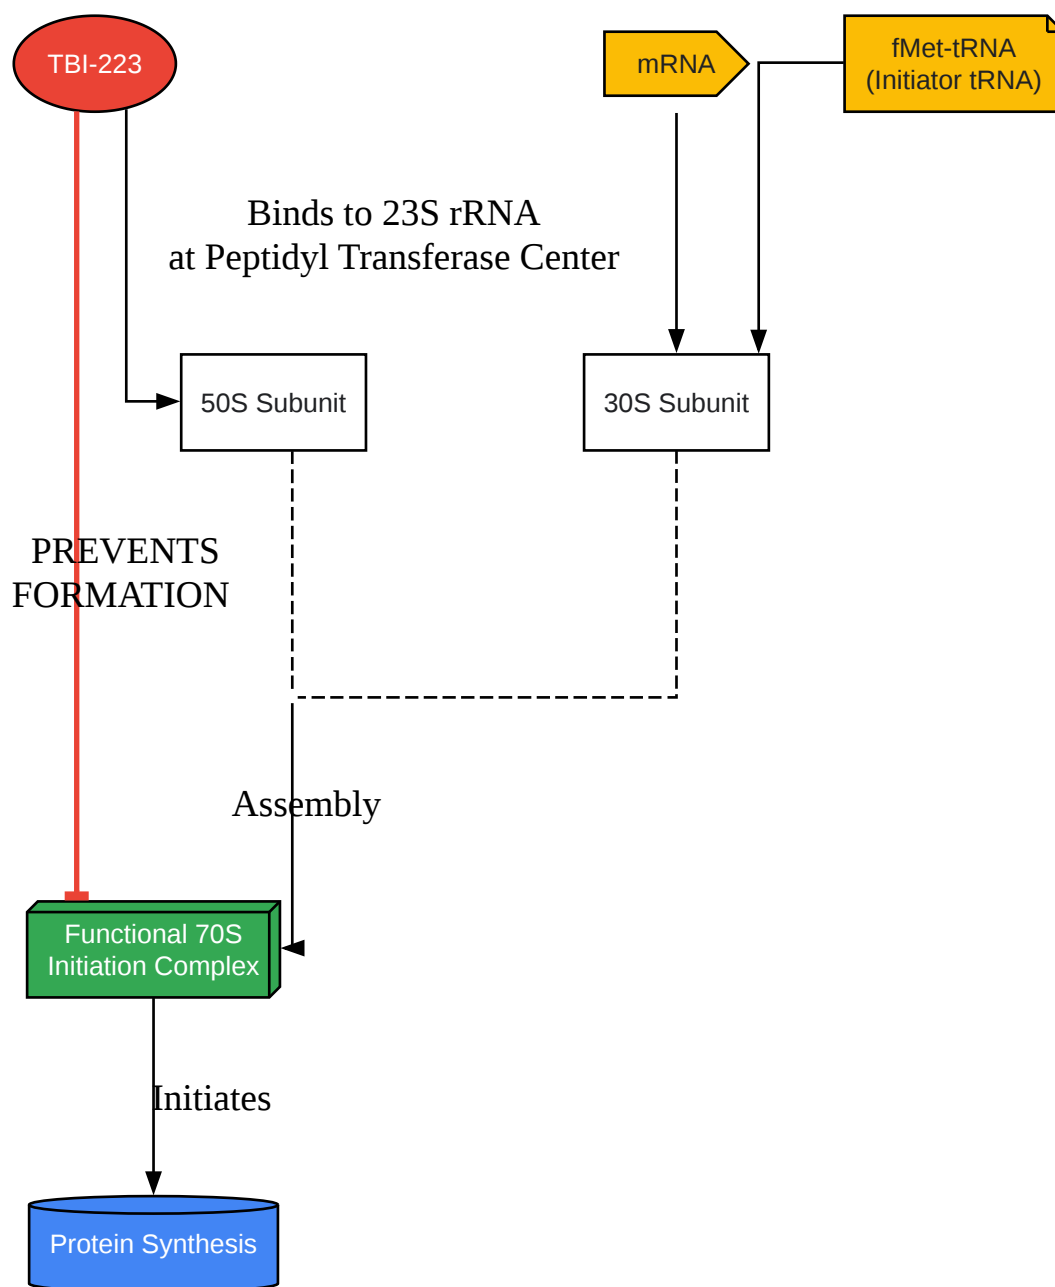 TBI-223
mRNA
fMet-tRNA
(Initiator tRNA)
Binds to 23S rRNA
at Peptidyl Transferase Center
50S Subunit
30S Subunit
PREVENTS
FORMATION
Assembly
Functional 70S
Initiation Complex
Initiates
Protein Synthesis